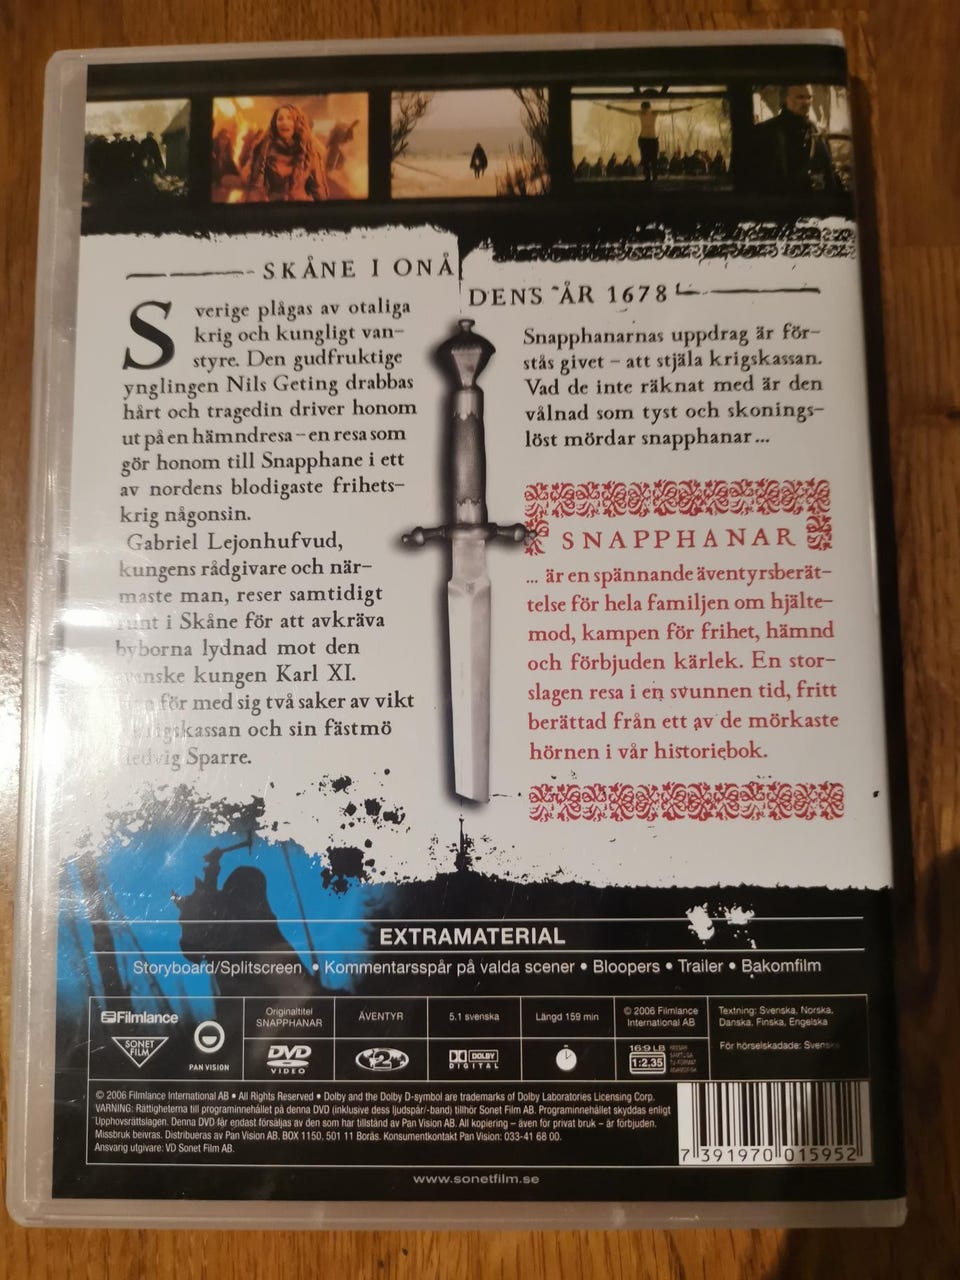 SKÅNE I ONÅ
DENS ÅR 1678
Sverige plågas av otaliga
krig och kungligt van-
styre. Den gudfruktige
ynglingen Nils Geting drabbas
hårt och tragedin driver honom
ut på en hämndresa – en resa som
gör honom till Snapphane i ett
av nordens blodigaste frihets-
krig någonsin.
Gabriel Lejonhufvud,
kungens rådgivare och när-
maste man, reser samtidigt
runt i Skåne för att avkräva
byborna lydnad mot den
svenske kungen Karl XI.
för med sig två saker av vikt
krigskassan och sin fästmö
Hedvig Sparre.
Snapphanarnas uppdrag är för-
stås givet – att stjäla krigskassan.
Vad de inte räknat med är den
vålnad som tyst och skonings-
löst mördar snapphanar...
SNAPPHANAR
... är en spännande äventyrsberät-
telse för hela familjen om hjälte-
mod, kampen för frihet, hämnd
och förbjuden kärlek. En stor-
slagen resa i en svunnen tid, fritt
berättad från ett av de mörkaste
hörnen i vår historiebok.
EXTRAMATERIAL
Storyboard/Splitscreen • Kommentarsspår på valda scener • Bloopers • Trailer • Bakomfilm
Filmlance
SONET
FILM
PAN VISION
Originaltitel
SNAPPHANAR
ÄVENTYR
5.1 svenska
Längd 159 min
© 2006 Filmlance
International AB
Textning: Svenska, Norska,
Danska, Finska, Engelska
För hörselskadade: Svenska
DVD
VIDEO
2
DOLBY
DIGITAL
16:9 LB
1:2,35
© 2006 Filmlance International AB • All Rights Reserved • Dolby and the Dolby D-symbol are trademarks of Dolby Laboratories Licensing Corp.
VARNING: Rättigheterna till programinnehållet på denna DVD (inklusive dess ljudspår/-band) tillhör Sonet Film AB. Programinnehållet skyddas enligt
Upphovsrättslagen. Denna DVD får endast försäljas av den som har tillstånd av Pan Vision AB. All kopiering – även för privat bruk – är förbjuden.
Missbruk beivras. Distribueras av Pan Vision AB. BOX 1150, 501 11 Borås. Konsumentkontakt Pan Vision: 033-41 68 00.
Ansvarig utgivare: VD Sonet Film AB.
7 391970 015952
www.sonetfilm.se